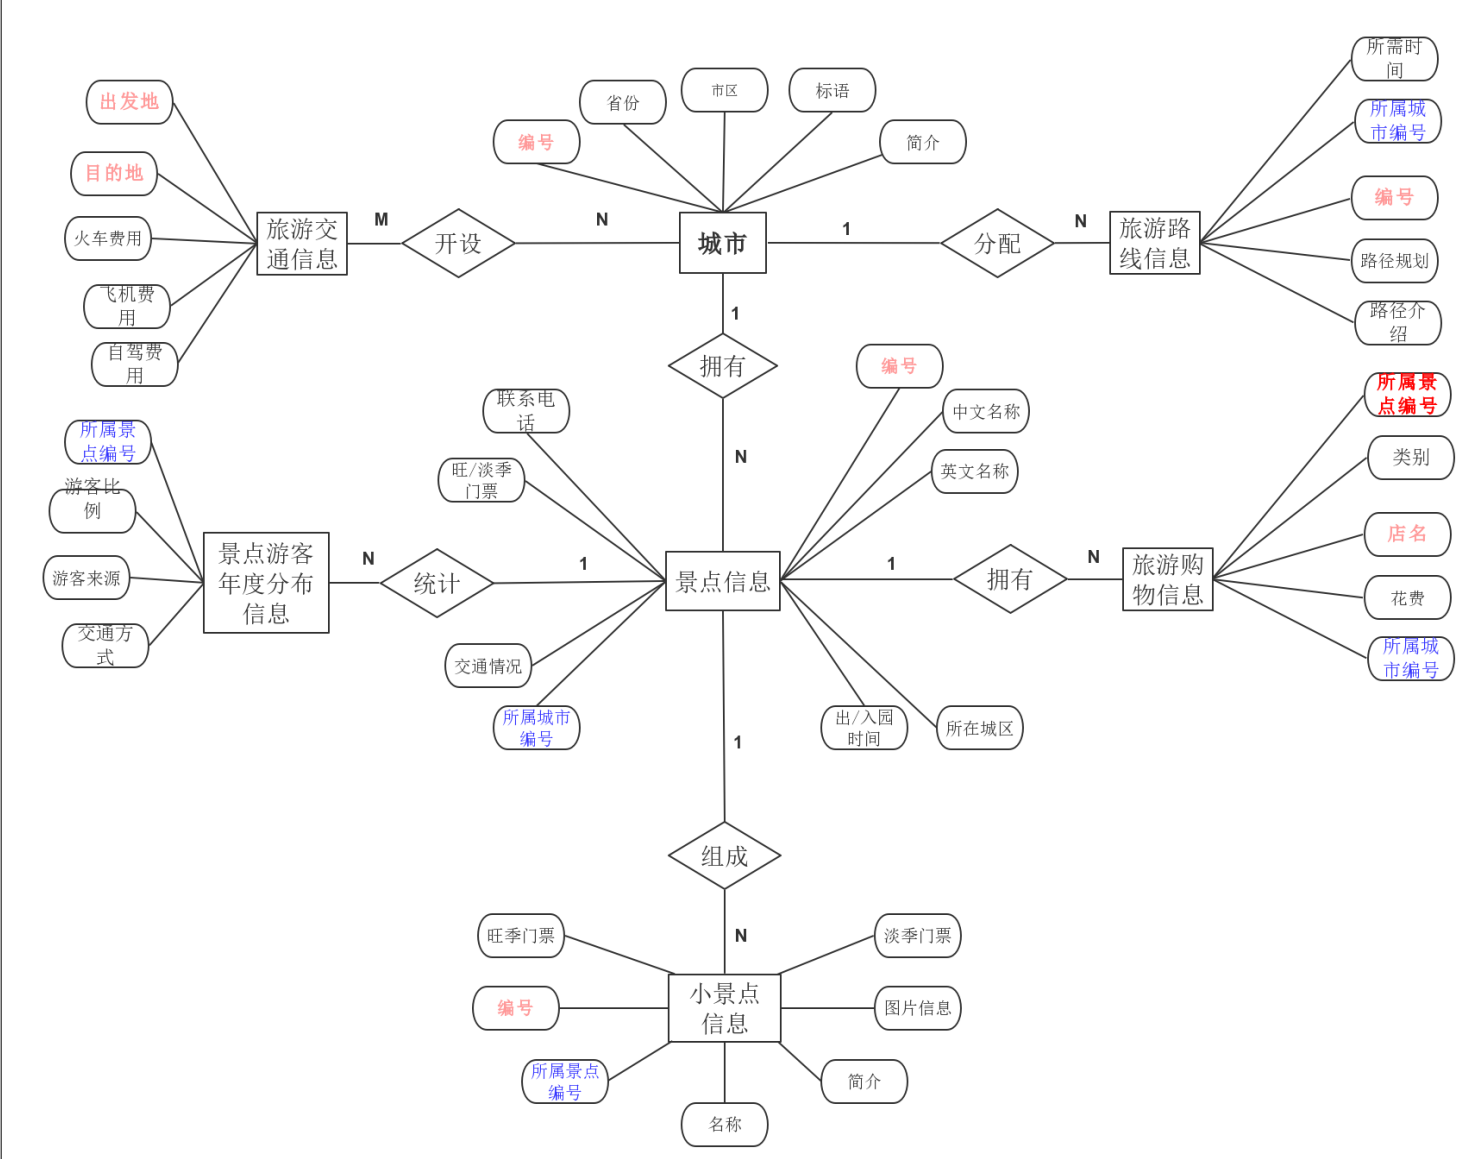 所需时
间
省份
市区
标语
出发地
所属城
市编号
编号
简介
目的地
编号
M
N
1
N
旅游交
通信息
开设
城市
分配
旅游路
线信息
火车费用
路径规划
飞机费
用
1
路径介
绍
自驾费
用
拥有
编号
所属景
点编号
联系电
话
中文名称
所属景
点编号
旺/淡季
门票
N
英文名称
类别
游客比
例
店名
景点游客
年度分布
信息
N
统计
1
景点信息
1
拥有
N
旅游购
物信息
游客来源
花费
交通方
式
交通情况
所属城
市编号
所属城市
编号
出/入园
时间
所在城区
1
组成
旺季门票
N
淡季门票
编号
小景点
信息
图片信息
所属景点
编号
简介
名称